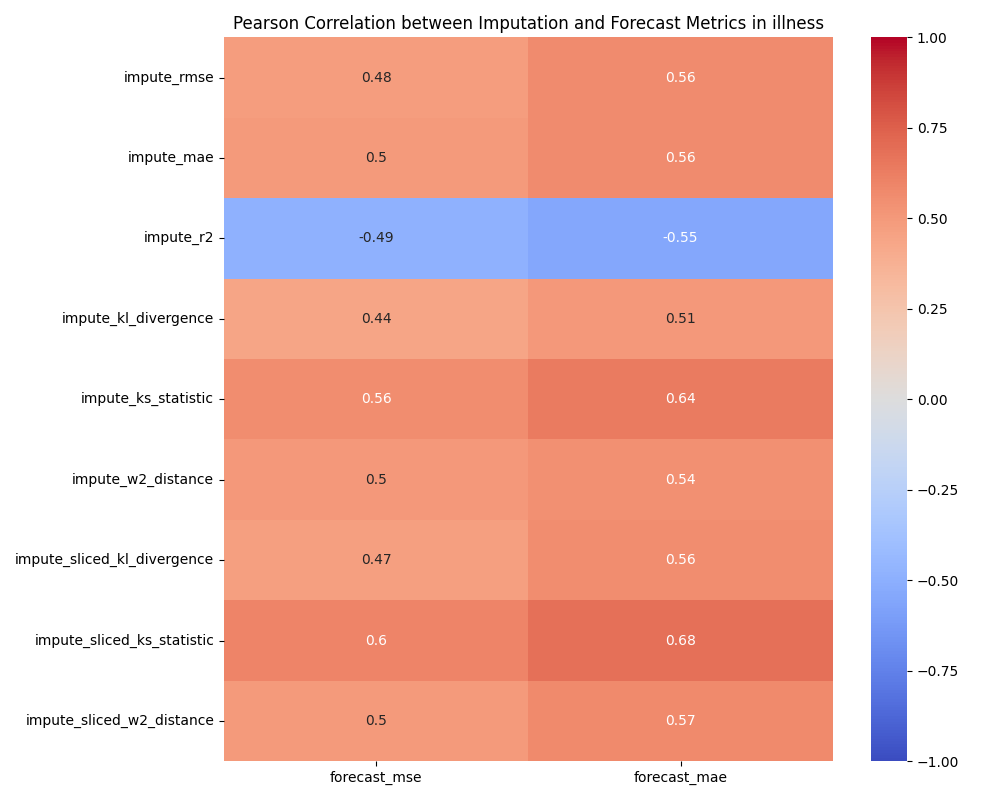 Pearson Correlation between Imputation and Forecast Metrics in illness
impute_rmse 0.48 0.56
impute_mae 0.5 0.56
impute_r2 -0.49 -0.55
impute_kl_divergence 0.44 0.51
impute_ks_statistic 0.56 0.64
impute_w2_distance 0.5 0.54
impute_sliced_kl_divergence 0.47 0.56
impute_sliced_ks_statistic 0.6 0.68
impute_sliced_w2_distance 0.5 0.57
forecast_mse forecast_mae
1.00
0.75
0.50
0.25
0.00
−0.25
−0.50
−0.75
−1.00